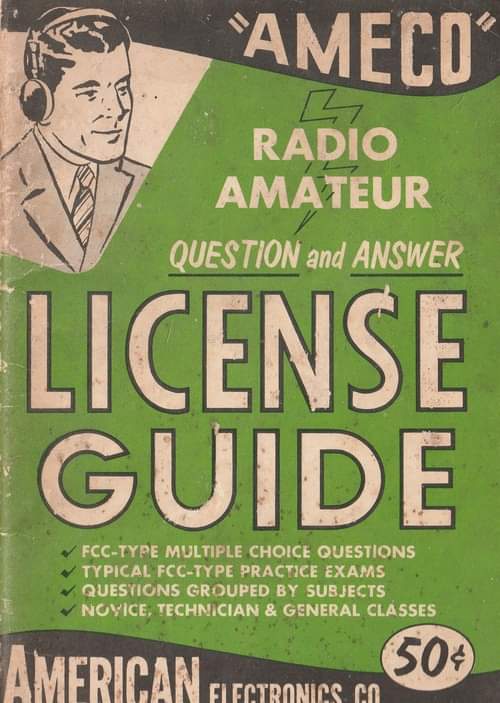 "AMECO"
RADIO
AMATEUR
QUESTION and ANSWER
LICENSE
GUIDE
✓ FCC-TYPE MULTIPLE CHOICE QUESTIONS
✓ TYPICAL FCC-TYPE PRACTICE EXAMS
✓ QUESTIONS GROUPED BY SUBJECTS
✓ NOVICE, TECHNICIAN & GENERAL CLASSES
50¢
AMERICAN ELECTRONICS CO